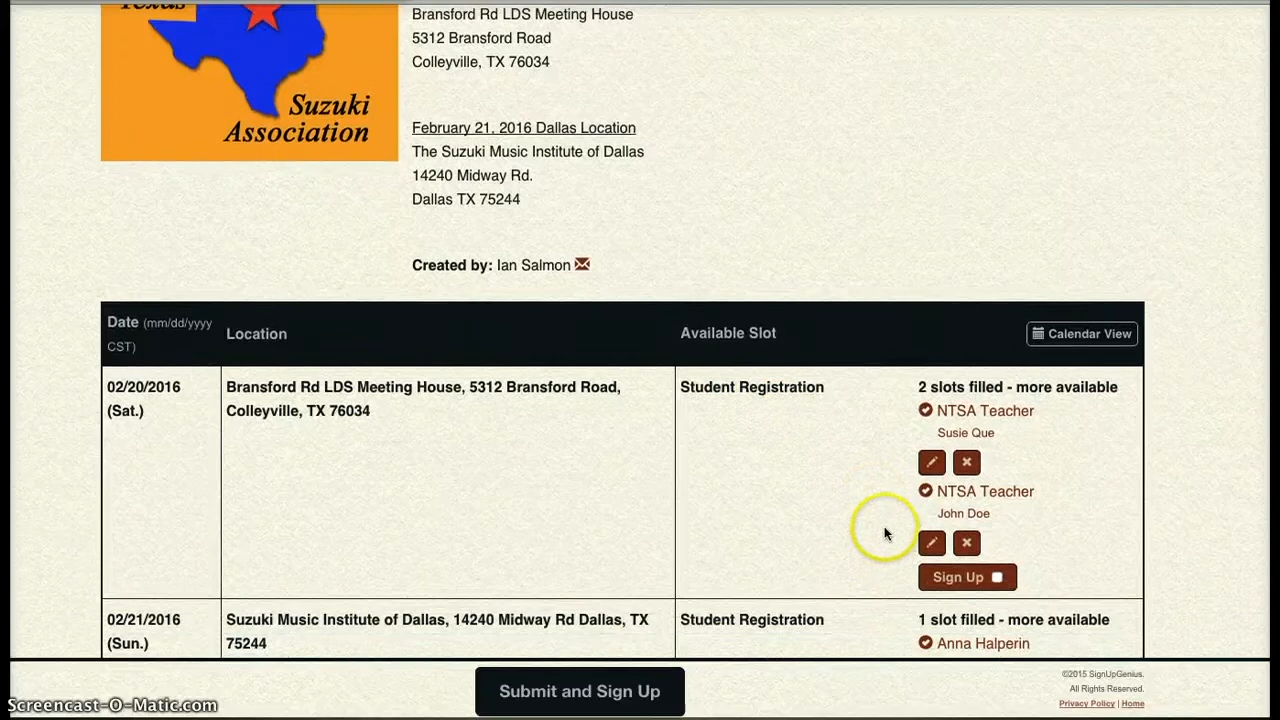 Texas
Suzuki
Association
Bransford Rd LDS Meeting House
5312 Bransford Road
Colleyville, TX 76034
February 21, 2016 Dallas Location
The Suzuki Music Institute of Dallas
14240 Midway Rd.
Dallas TX 75244
Created by: Ian Salmon
Date (mm/dd/yyyy
CST)
Location
Available Slot
Calendar View
02/20/2016
(Sat.)
Bransford Rd LDS Meeting House, 5312 Bransford Road,
Colleyville, TX 76034
Student Registration
2 slots filled - more available
NTSA Teacher
Susie Que
NTSA Teacher
John Doe
Sign Up
02/21/2016
(Sun.)
Suzuki Music Institute of Dallas, 14240 Midway Rd Dallas, TX
75244
Student Registration
1 slot filled - more available
Anna Halperin
Submit and Sign Up
©2015 SignUpGenius.
All Rights Reserved.
Privacy Policy | Home
Screencast-O-Matic.com